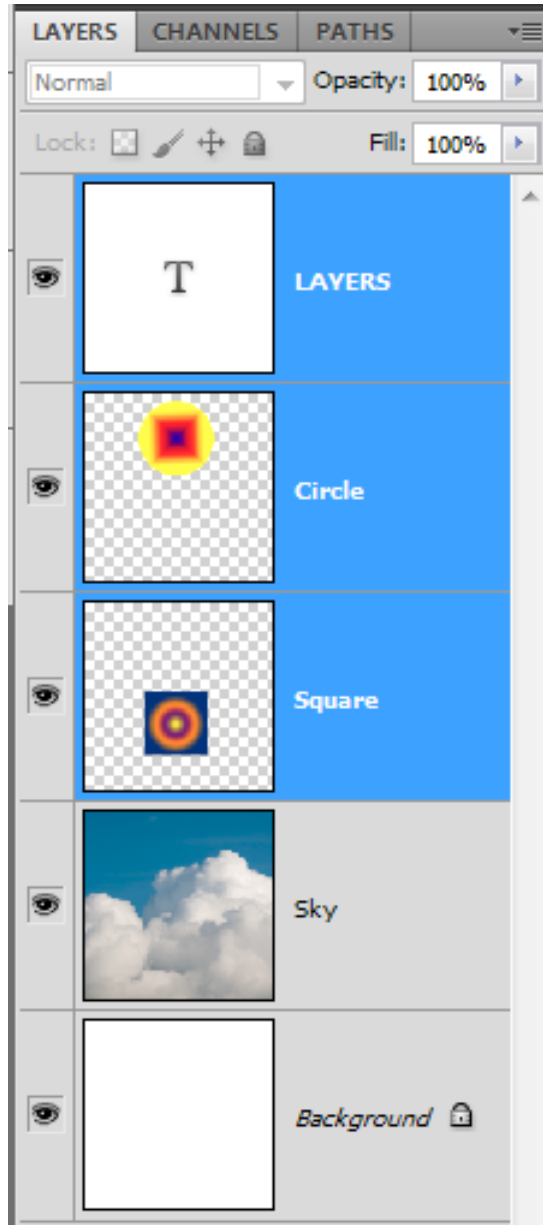 LAYERS CHANNELS PATHS
Normal Opacity: 100%
Lock: Fill: 100%
T
LAYERS
Circle
Square
Sky
Background